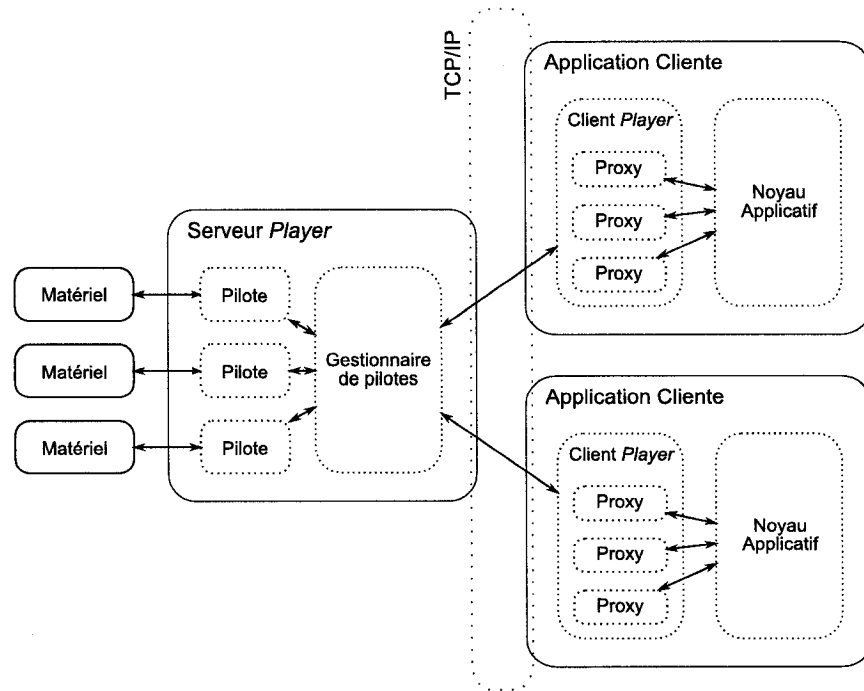 TCP/IP
Application Cliente
Client Player
Proxy
Proxy
Proxy
Noyau
Applicatif
Serveur Player
Matériel
Pilote
Matériel
Pilote
Matériel
Pilote
Gestionnaire
de pilotes
Application Cliente
Client Player
Proxy
Proxy
Proxy
Noyau
Applicatif